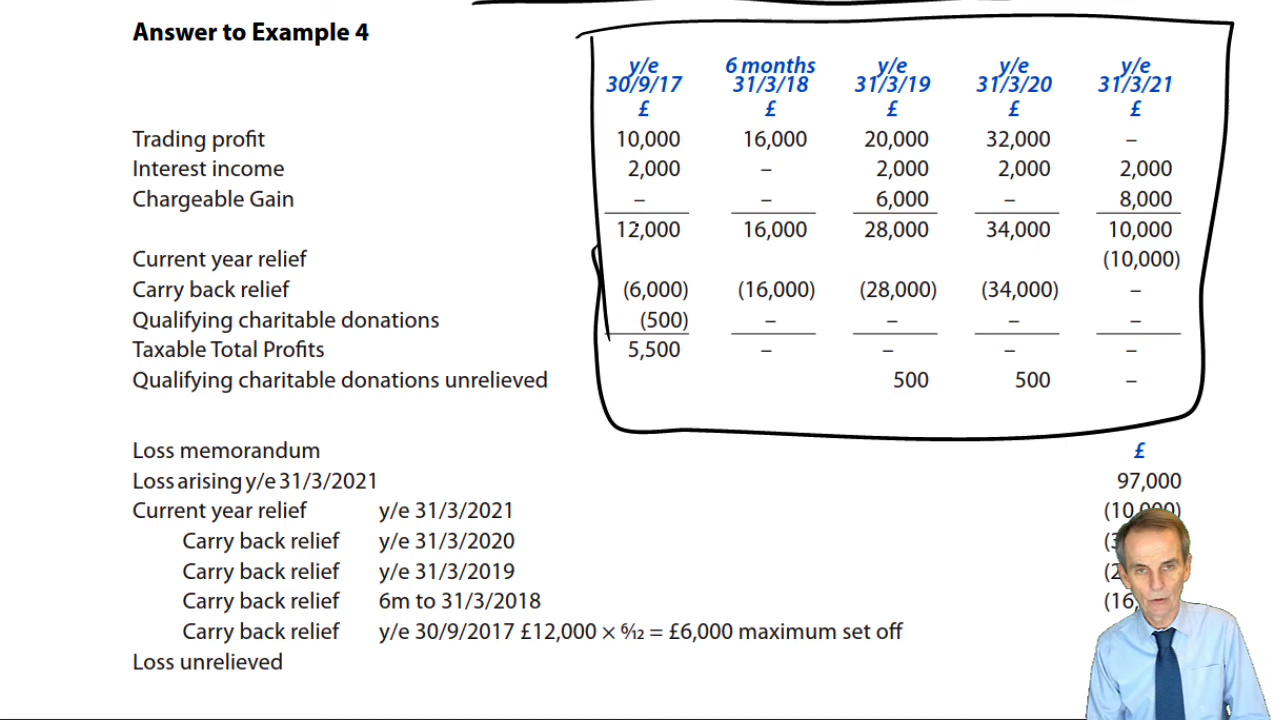 Answer to Example 4
y/e 6 months y/e y/e y/e
30/9/17 31/3/18 31/3/19 31/3/20 31/3/21
£ £ £ £ £
Trading profit 10,000 16,000 20,000 32,000 –
Interest income 2,000 – 2,000 2,000 2,000
Chargeable Gain – – 6,000 – 8,000
12,000 16,000 28,000 34,000 10,000
Current year relief (10,000)
Carry back relief (6,000) (16,000) (28,000) (34,000) –
Qualifying charitable donations (500) – – – –
Taxable Total Profits 5,500 – – – –
Qualifying charitable donations unrelieved 500 500 –
Loss memorandum £
Loss arising y/e 31/3/2021 97,000
Current year relief y/e 31/3/2021 (10,000)
Carry back relief y/e 31/3/2020
Carry back relief y/e 31/3/2019
Carry back relief 6m to 31/3/2018 (16,
Carry back relief y/e 30/9/2017 £12,000 × 6/12 = £6,000 maximum set off
Loss unrelieved